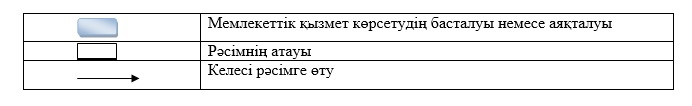 Мемлекеттік қызмет көрсетудің басталуы немесе аяқталуы
Рәсімнің атауы
Келесі рәсімге өту